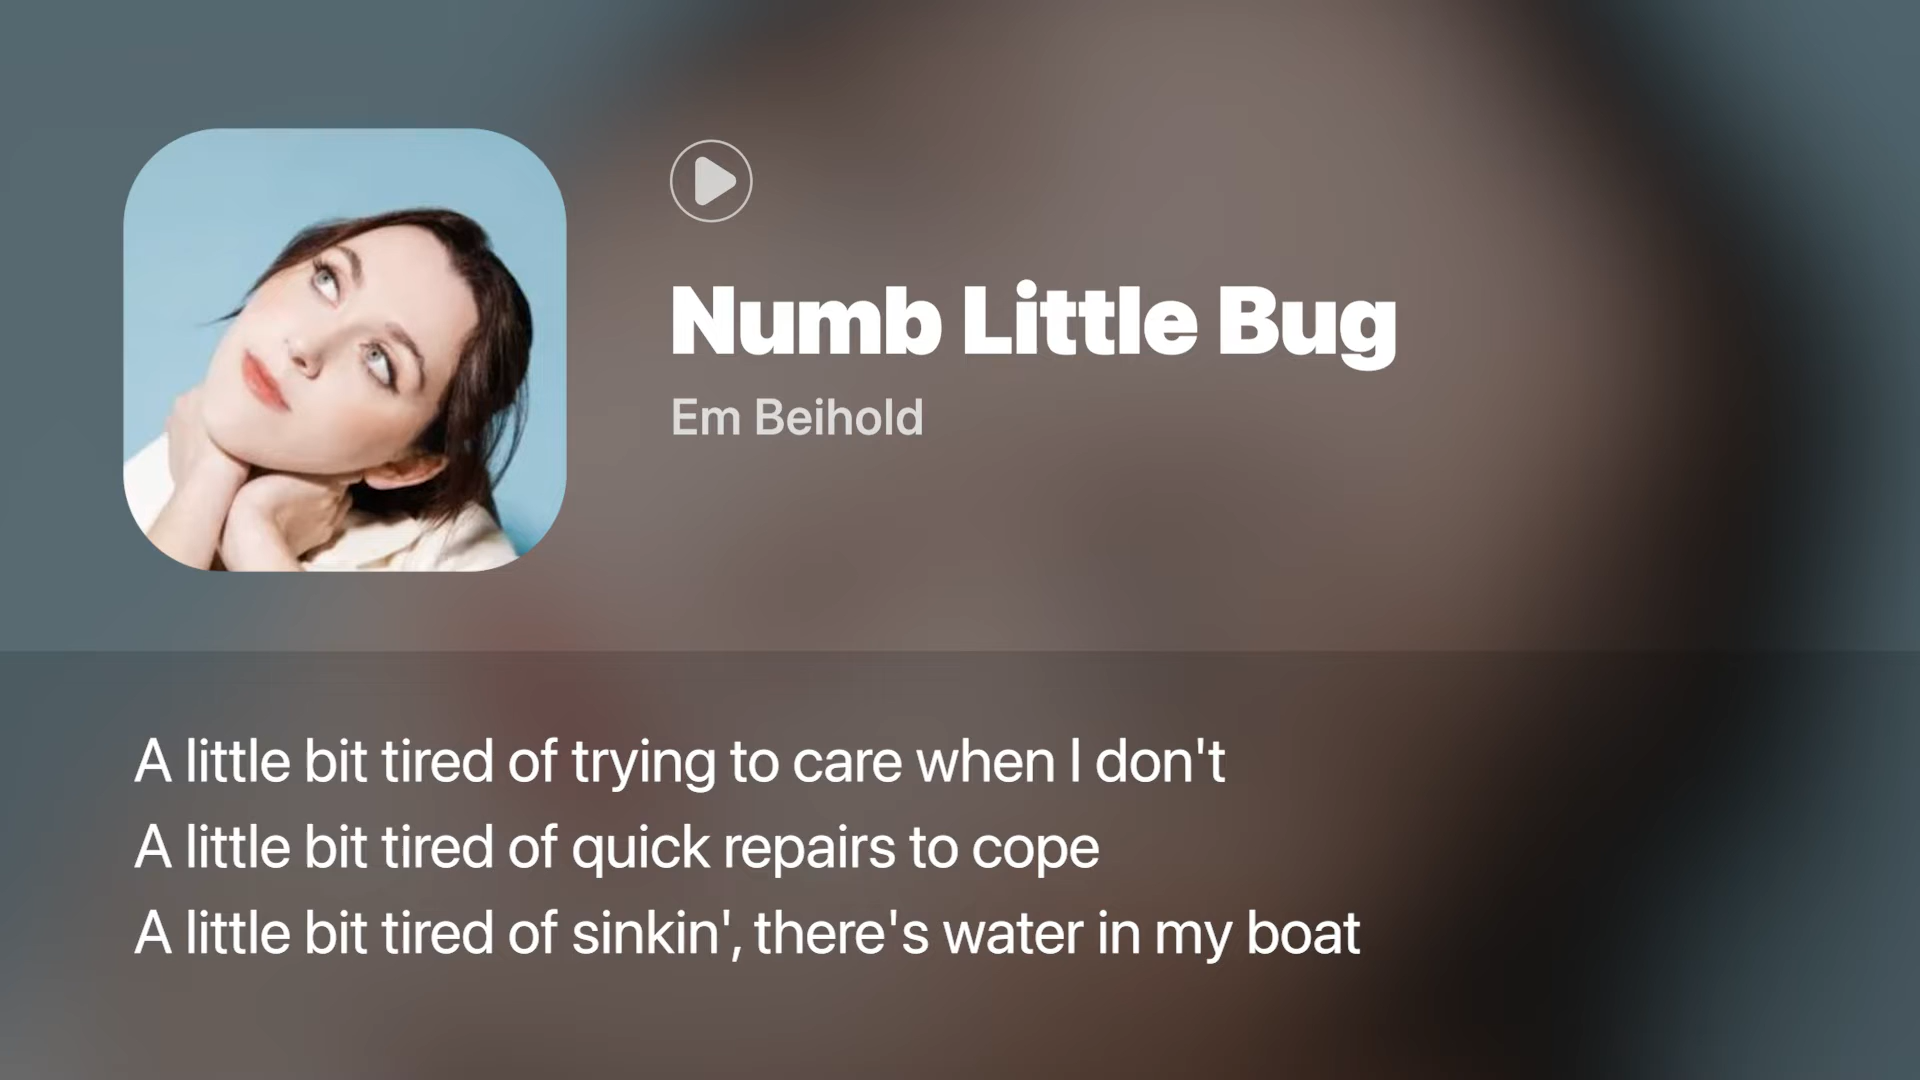 Numb Little Bug
Em Beihold
A little bit tired of trying to care when I don't
A little bit tired of quick repairs to cope
A little bit tired of sinkin', there's water in my boat